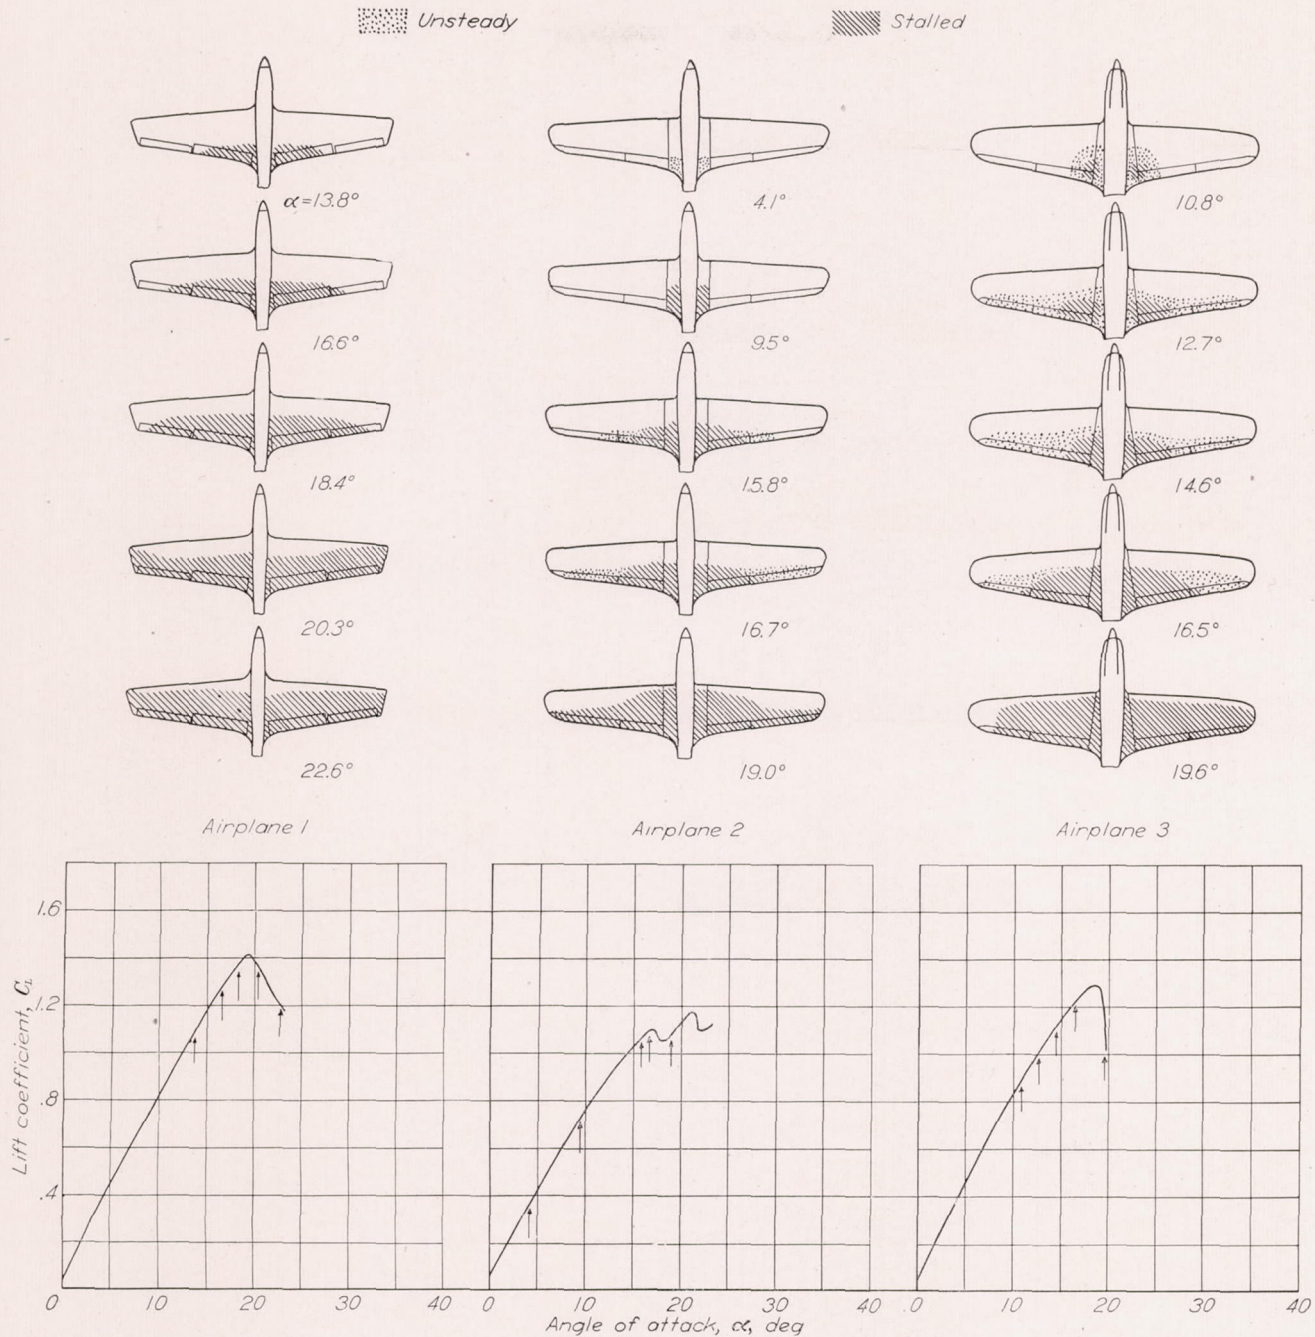 Unsteady
Stalled
α=13.8°
4.1°
10.8°
16.6°
9.5°
12.7°
18.4°
15.8°
14.6°
20.3°
16.7°
16.5°
22.6°
19.0°
19.6°
Airplane 1
Airplane 2
Airplane 3
1.6
1.2
.8
.4
Lift coefficient, C_L
0 10 20 30 40
0 10 20 30 40
0 10 20 30 40
Angle of attack, α, deg